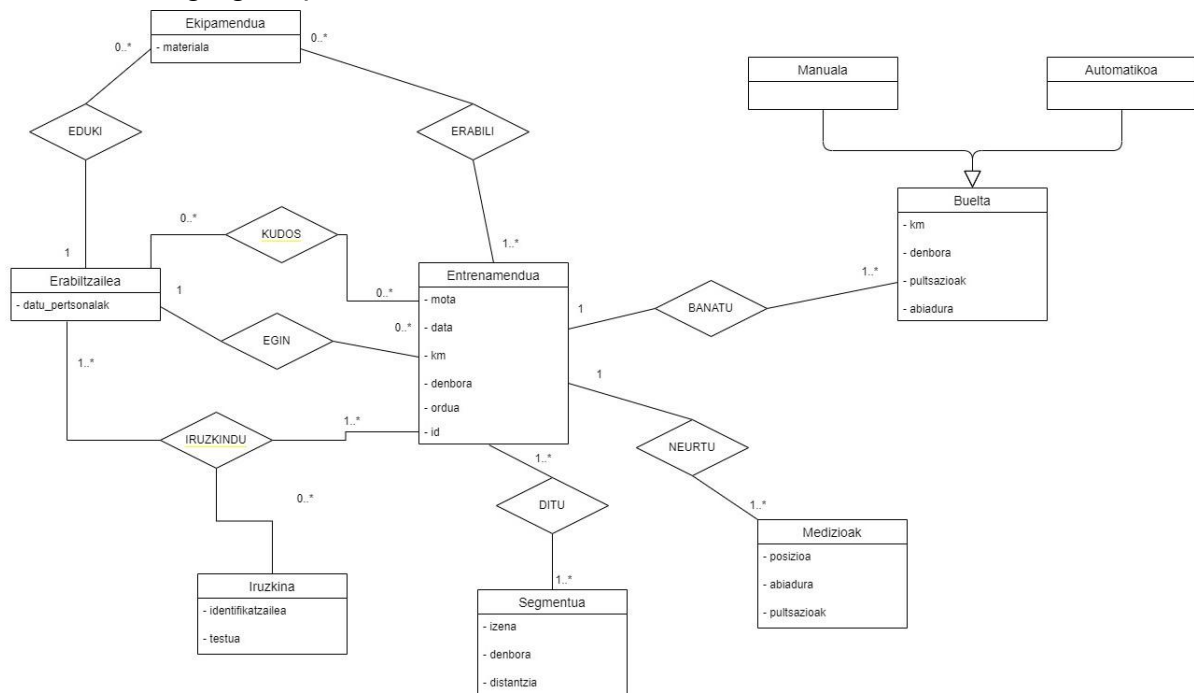 Ekipamendua
- materiala
0..*
0..*
EDUKI
ERABILI
Manuala
Automatikoa
Buelta
- km
- denbora
- pultsazioak
- abiadura
0..*
KUDOS
1
1..*
Erabiltzailea
- datu_pertsonalak
1
0..*
0..*
EGIN
Entrenamendua
- mota
- data
- km
- denbora
- ordua
- id
1
BANATU
1..*
1..*
IRUZKINDU
1..*
0..*
1
NEURTU
1..*
1..*
DITU
1..*
Iruzkina
- identifikatzailea
- testua
Segmentua
- izena
- denbora
- distantzia
Medizioak
- posizioa
- abiadura
- pultsazioak